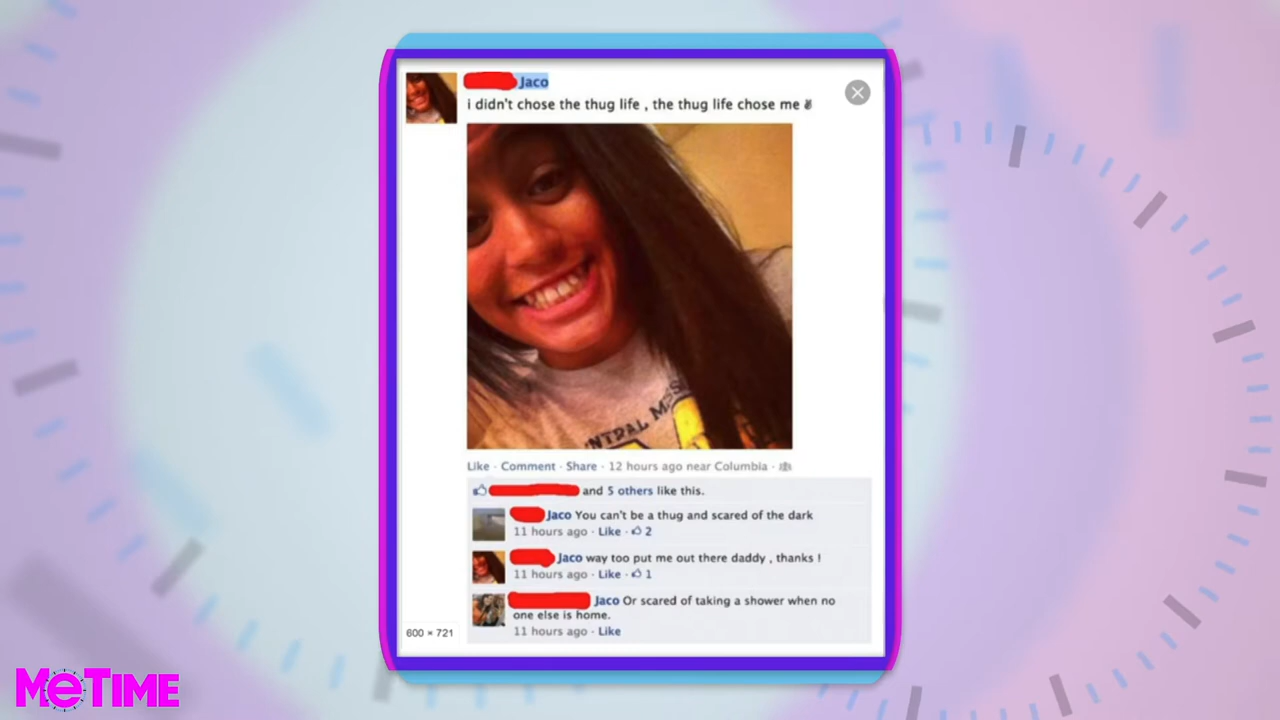 Jaco
i didn't chose the thug life , the thug life chose me ✌
NTRAL MISS
Like · Comment · Share · 12 hours ago near Columbia ·
and 5 others like this.
Jaco You can't be a thug and scared of the dark
11 hours ago · Like · 2
Jaco way too put me out there daddy , thanks !
11 hours ago · Like · 1
Jaco Or scared of taking a shower when no
one else is home.
11 hours ago · Like
600 × 721
MeTIME